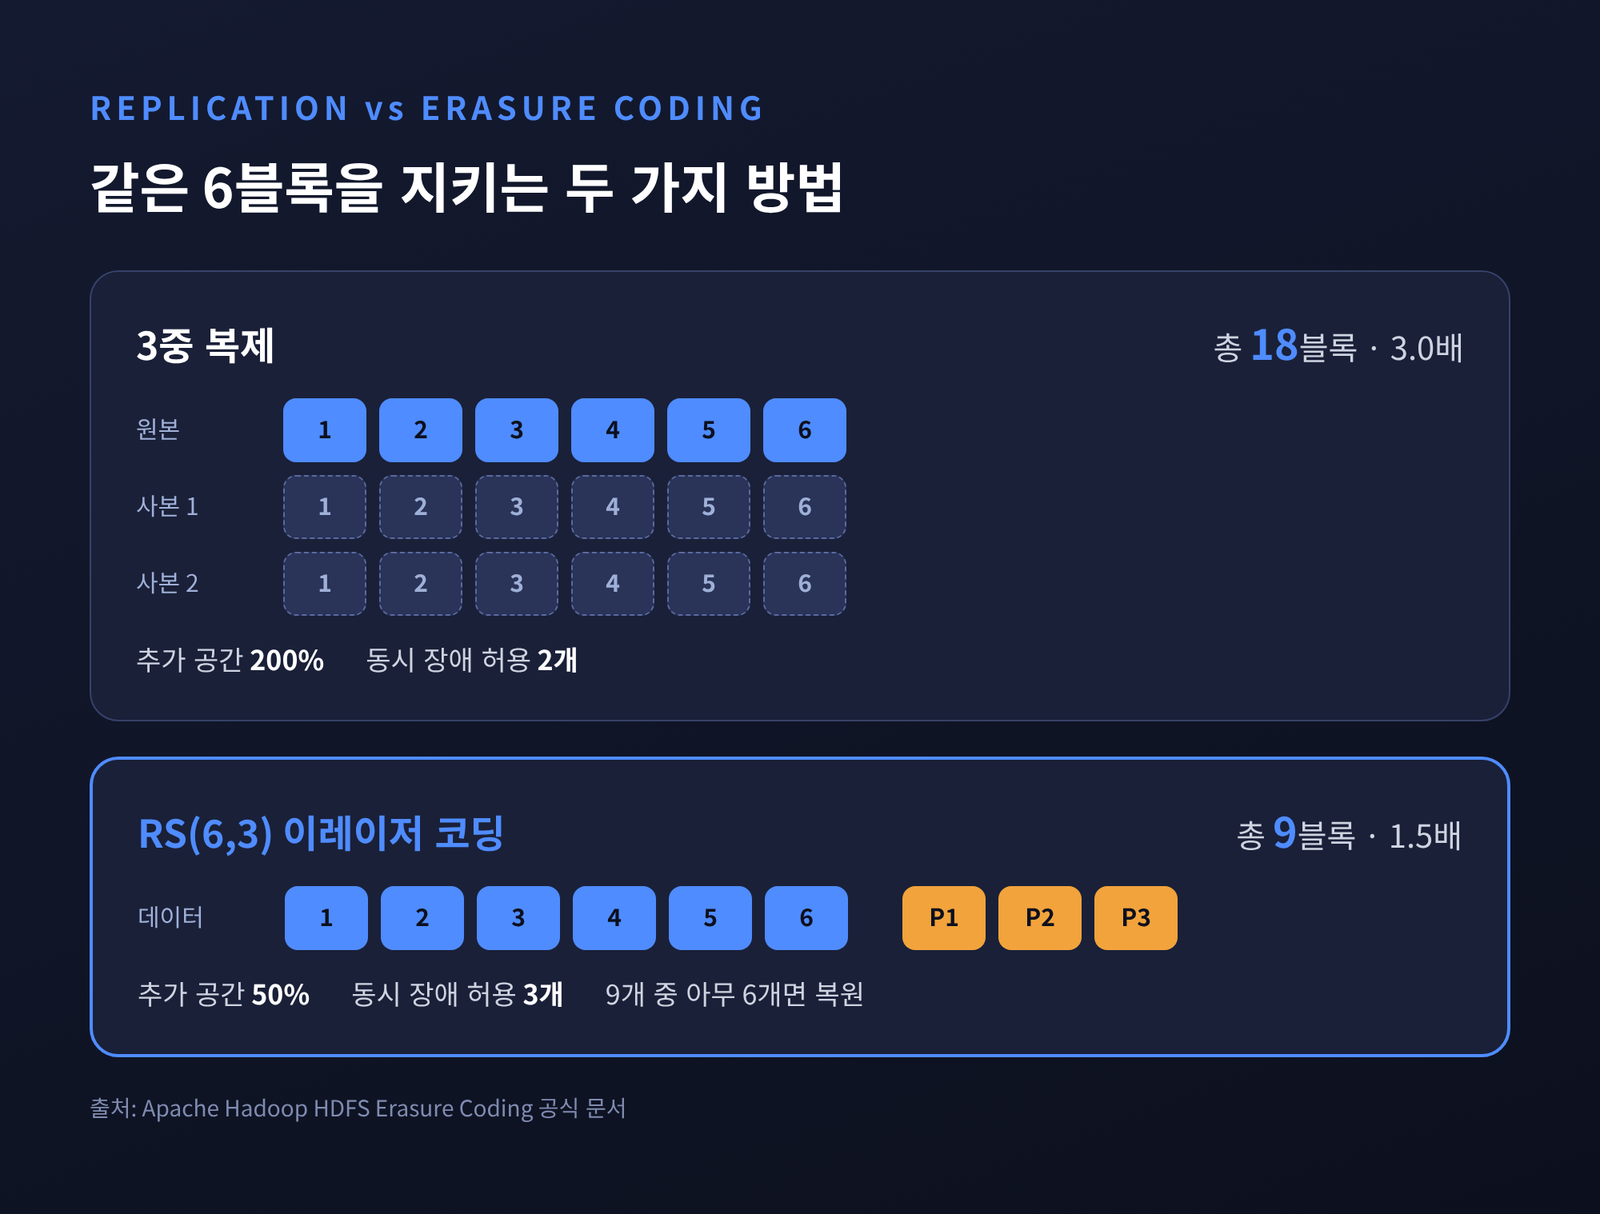 REPLICATION vs ERASURE CODING
같은 6블록을 지키는 두 가지 방법
3중 복제 총 18블록 · 3.0배
원본 1 2 3 4 5 6
사본 1 1 2 3 4 5 6
사본 2 1 2 3 4 5 6
추가 공간 200% 동시 장애 허용 2개
RS(6,3) 이레이저 코딩 총 9블록 · 1.5배
데이터 1 2 3 4 5 6 P1 P2 P3
추가 공간 50% 동시 장애 허용 3개 9개 중 아무 6개면 복원
출처: Apache Hadoop HDFS Erasure Coding 공식 문서